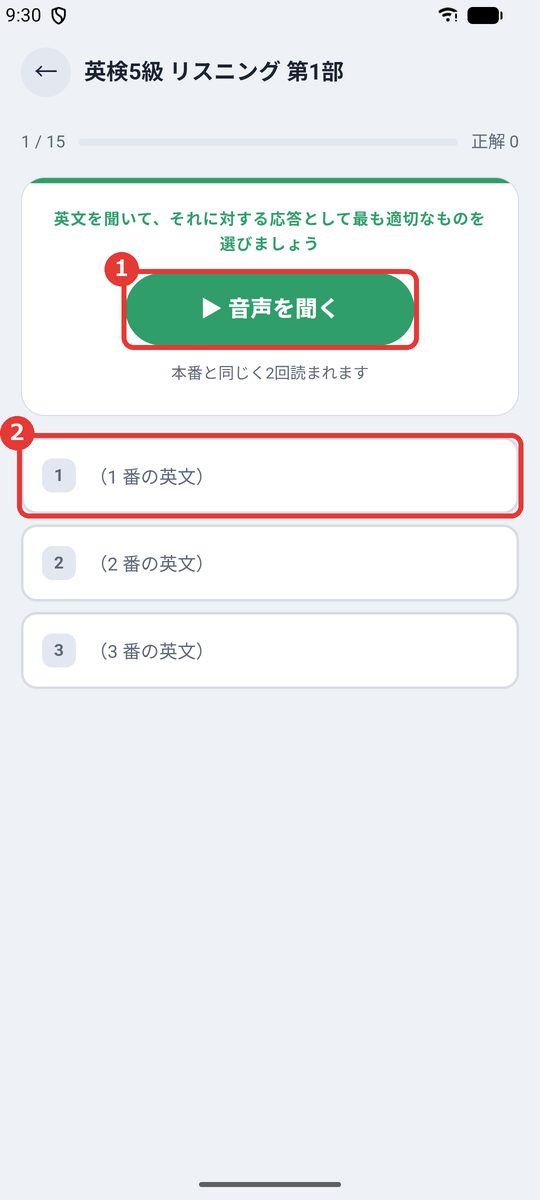 9:30
← 英検5級 リスニング 第1部
1 / 15 正解 0
英文を聞いて、それに対する応答として最も適切なものを
選びましょう
1
▶ 音声を聞く
本番と同じく2回読まれます
2
1 （1 番の英文）
2 （2 番の英文）
3 （3 番の英文）